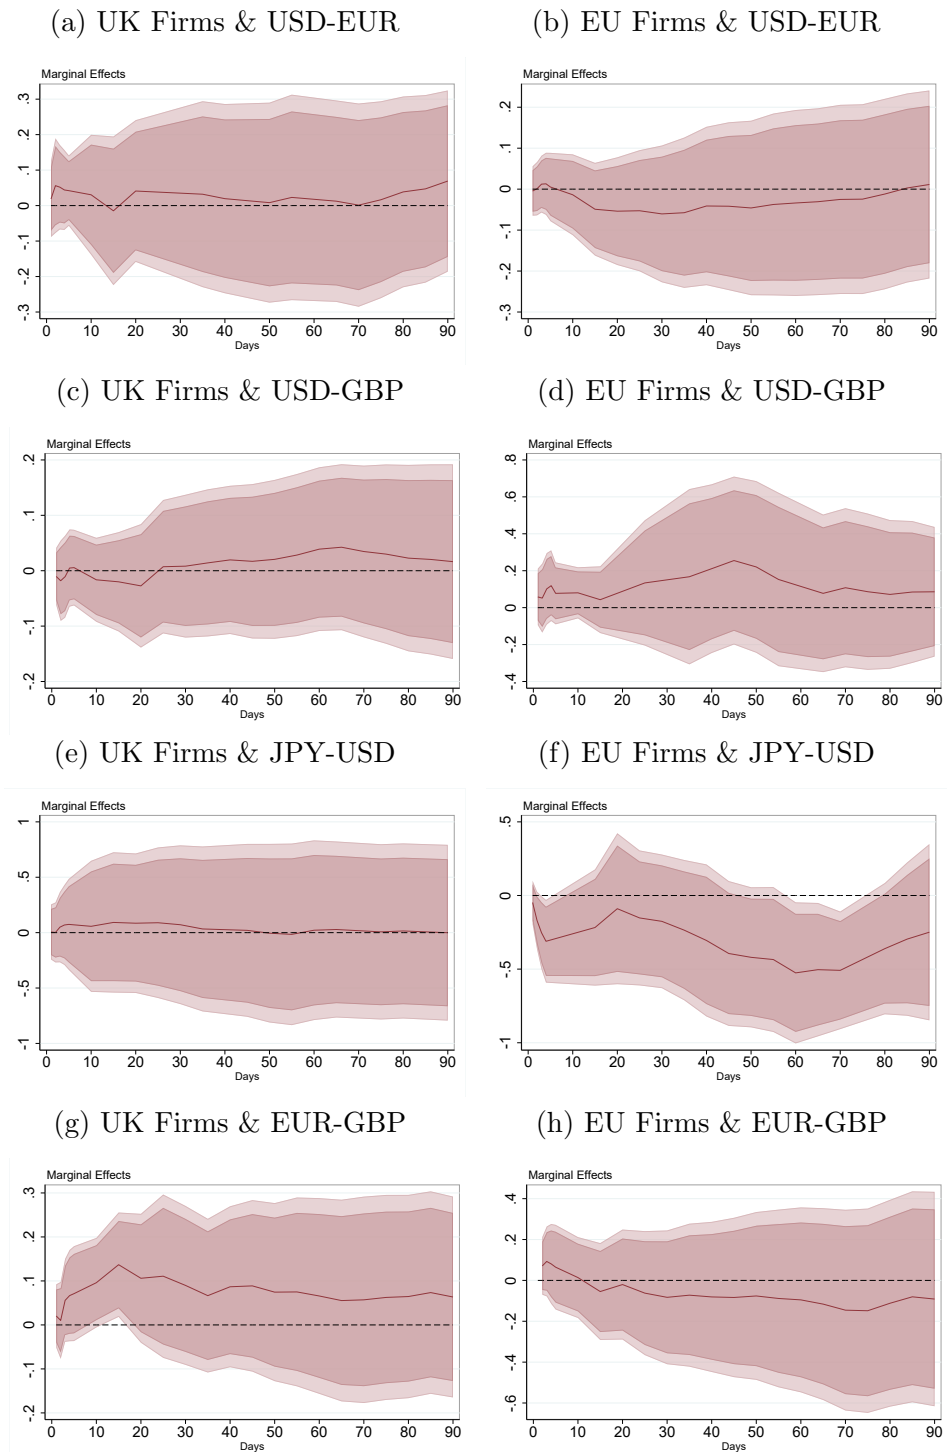 (a) UK Firms & USD-EUR
Marginal Effects
.3
.2
.1
0
-.1
-.2
-.3
0 10 20 30 40 50 60 70 80 90
Days
(b) EU Firms & USD-EUR
Marginal Effects
.2
.1
0
-.1
-.2
-.3
0 10 20 30 40 50 60 70 80 90
Days
(c) UK Firms & USD-GBP
Marginal Effects
.2
.1
0
-.1
-.2
0 10 20 30 40 50 60 70 80 90
Days
(d) EU Firms & USD-GBP
Marginal Effects
.8
.6
.4
.2
0
-.2
-.4
0 10 20 30 40 50 60 70 80 90
Days
(e) UK Firms & JPY-USD
Marginal Effects
1
.5
0
-.5
-1
0 10 20 30 40 50 60 70 80 90
Days
(f) EU Firms & JPY-USD
Marginal Effects
.5
0
-.5
-1
0 10 20 30 40 50 60 70 80 90
Days
(g) UK Firms & EUR-GBP
Marginal Effects
.3
.2
.1
0
-.1
-.2
0 10 20 30 40 50 60 70 80 90
Days
(h) EU Firms & EUR-GBP
Marginal Effects
.4
.2
0
-.2
-.4
-.6
0 10 20 30 40 50 60 70 80 90
Days